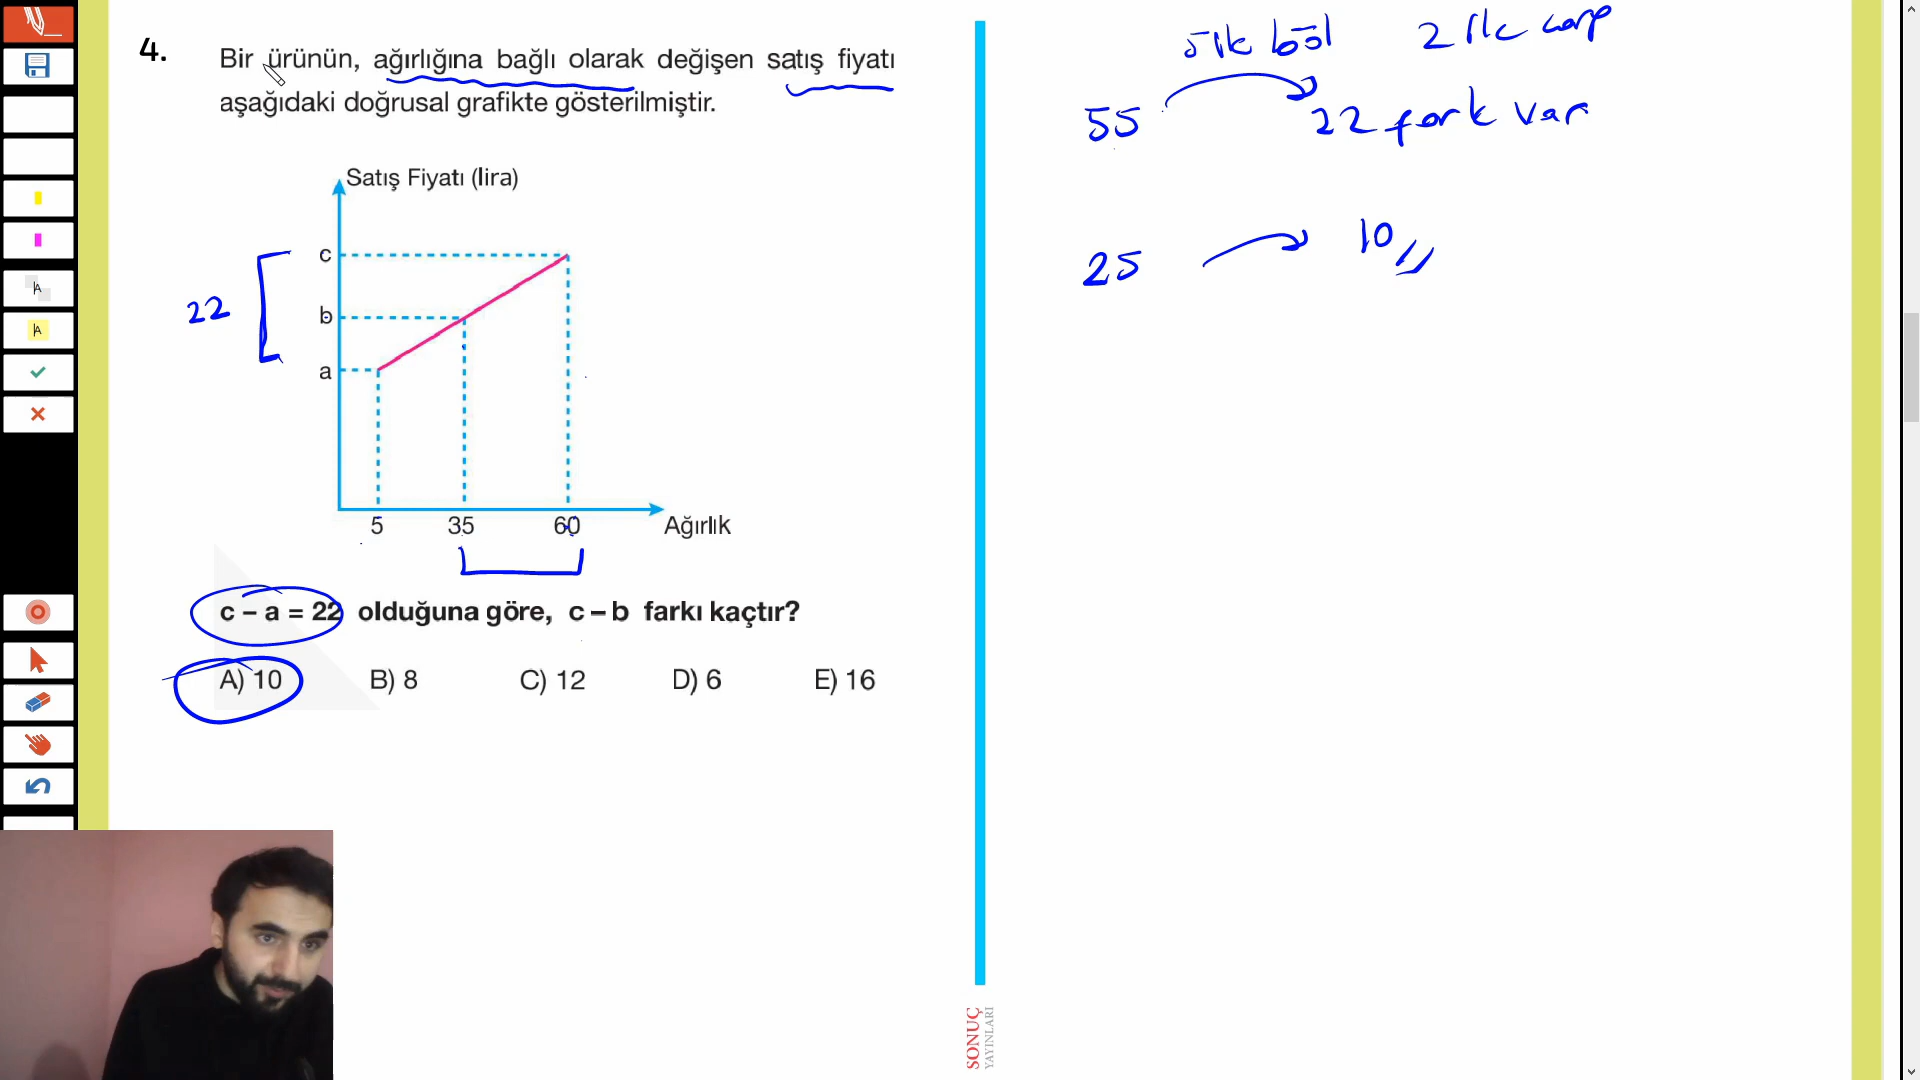 4.
Bir ürünün, ağırlığına bağlı olarak değişen satış fiyatı
aşağıdaki doğrusal grafikte gösterilmiştir.
Satış Fiyatı (lira)
c
b
a
22
5 35 60 Ağırlık
c – a = 22 olduğuna göre, c – b farkı kaçtır?
A) 10 B) 8 C) 12 D) 6 E) 16
5 ile böl 2 ile çarp
55 22 fark var
25 10
SONUÇ
YAYINLARI
A
A